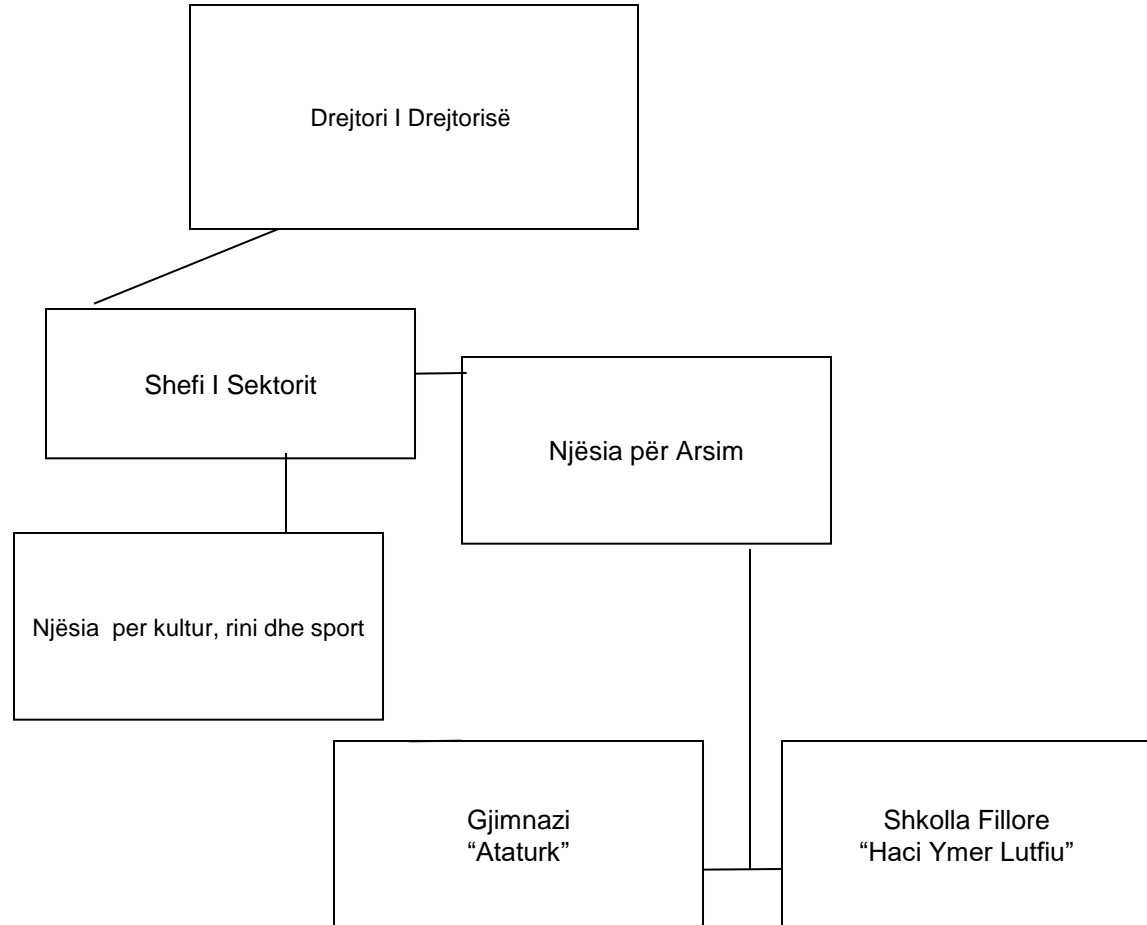 Drejtori I Drejtorisë
Shefi I Sektorit
Njësia për Arsim
Njësia  per kultur, rini dhe sport
Gjimnazi
“Ataturk”
Shkolla Fillore
“Haci Ymer Lutfiu”